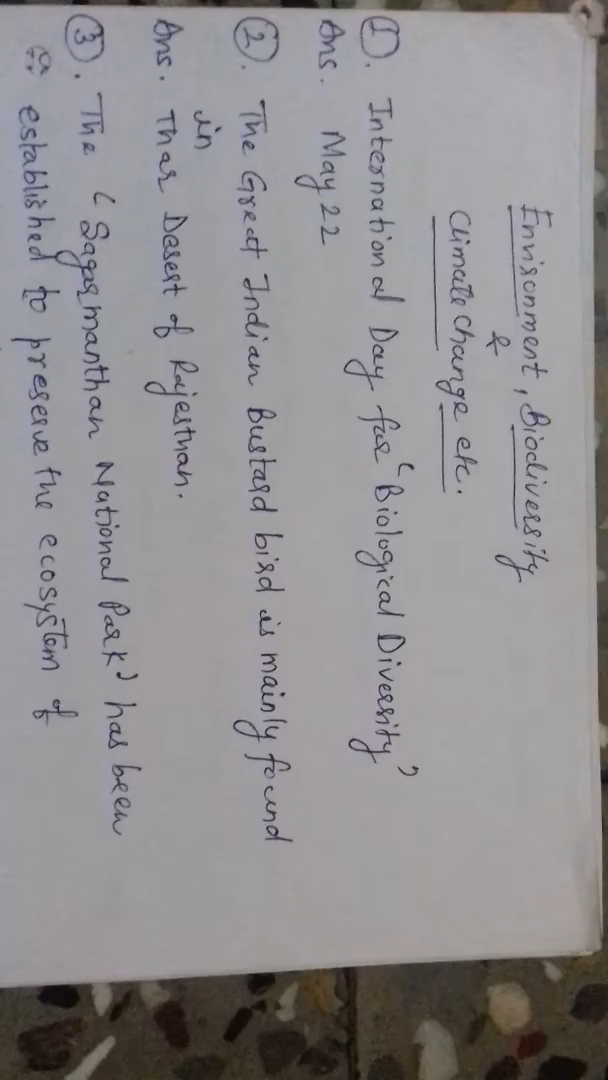 Environment, Biodiversity
&
Climate change etc.
①. International Day for 'Biological Diversity'
Ans. May 22
②. The Great Indian Bustard bird is mainly found
in
Ans. Thar Desert of Rajesthan.
③. The 'Sagarmanthan National Park' has been
established to preserve the ecosystem of